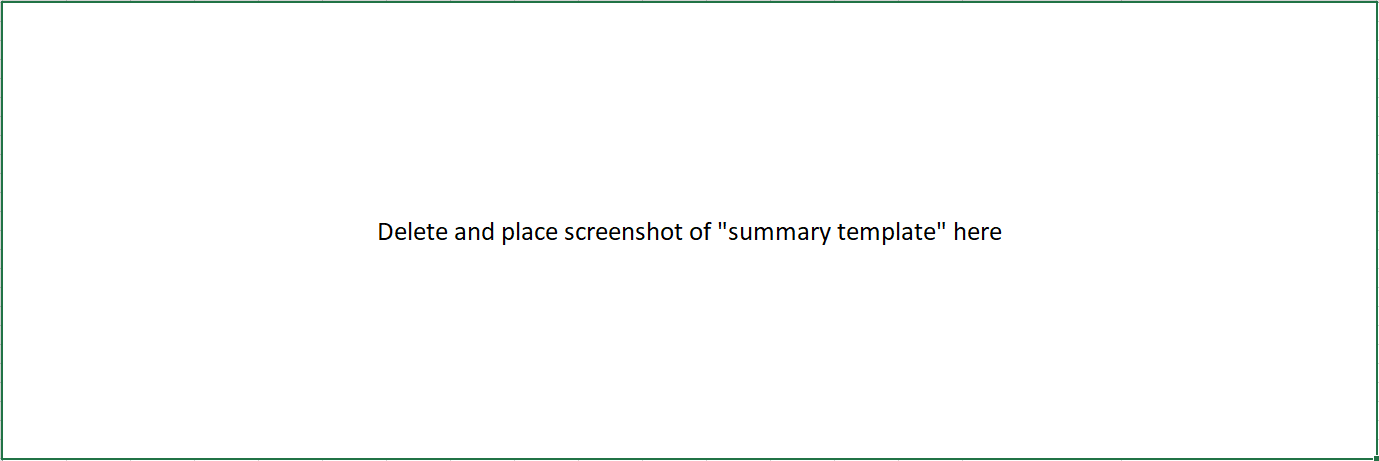 Delete and place screenshot of "summary template" here